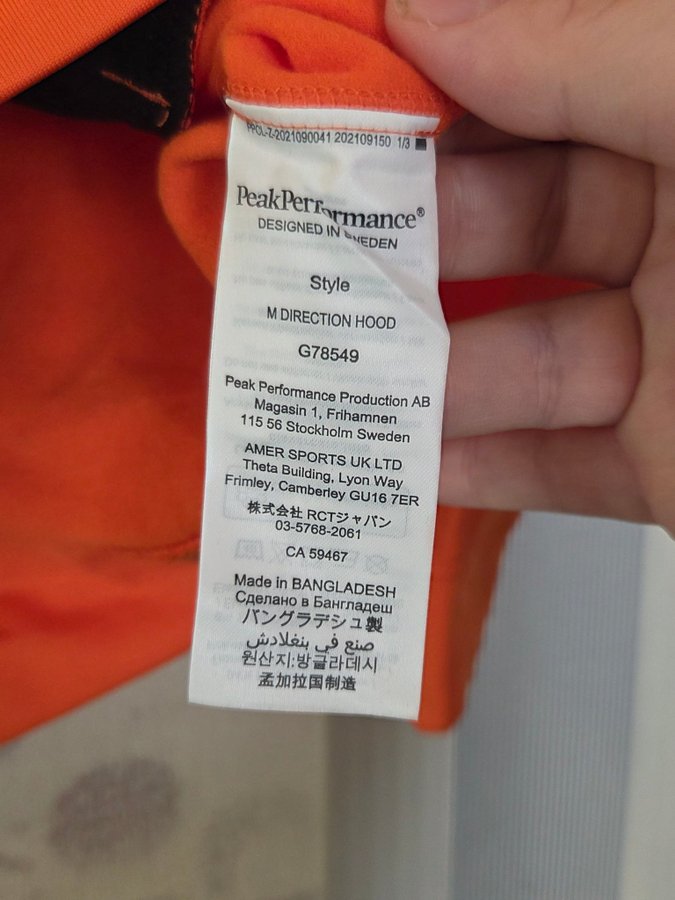 PPOL-Z-2021090041 202109150 1/3
PeakPerformance®
DESIGNED IN SWEDEN
Style
M DIRECTION HOOD
G78549
Peak Performance Production AB
Magasin 1, Frihamnen
115 56 Stockholm Sweden
AMER SPORTS UK LTD
Theta Building, Lyon Way
Frimley, Camberley GU16 7ER
株式会社 RCTジャパン
03-5768-2061
CA 59467
Made in BANGLADESH
Сделано в Бангладеш
バングラデシュ製
صنع في بنغلادش
원산지:방글라데시
孟加拉国制造